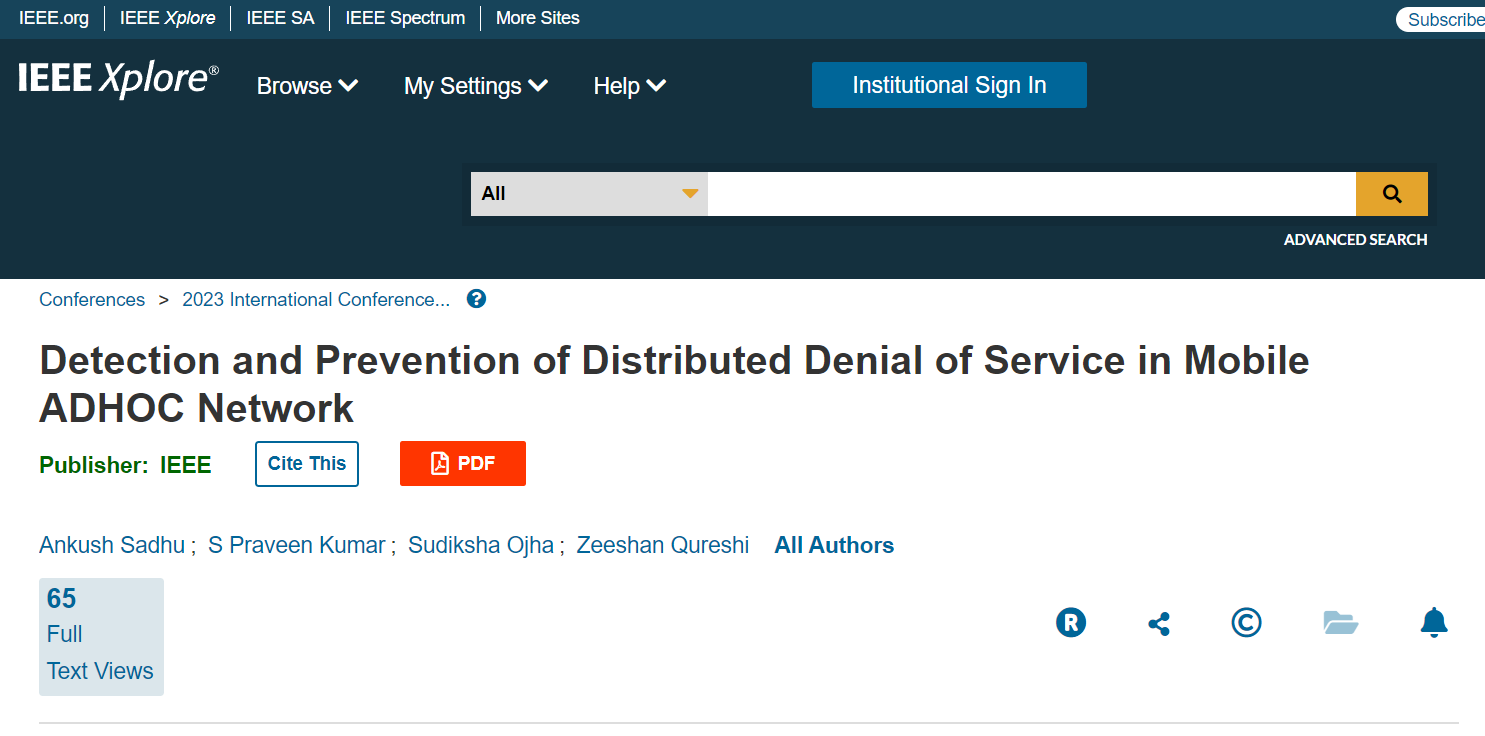 IEEE.org IEEE Xplore IEEE SA IEEE Spectrum More Sites Subscribe
IEEE Xplore® Browse My Settings Help Institutional Sign In
All
ADVANCED SEARCH
Conferences > 2023 International Conference... ?
Detection and Prevention of Distributed Denial of Service in Mobile
ADHOC Network
Publisher: IEEE Cite This PDF
Ankush Sadhu ; S Praveen Kumar ; Sudiksha Ojha ; Zeeshan Qureshi All Authors
65
Full
Text Views
R ©